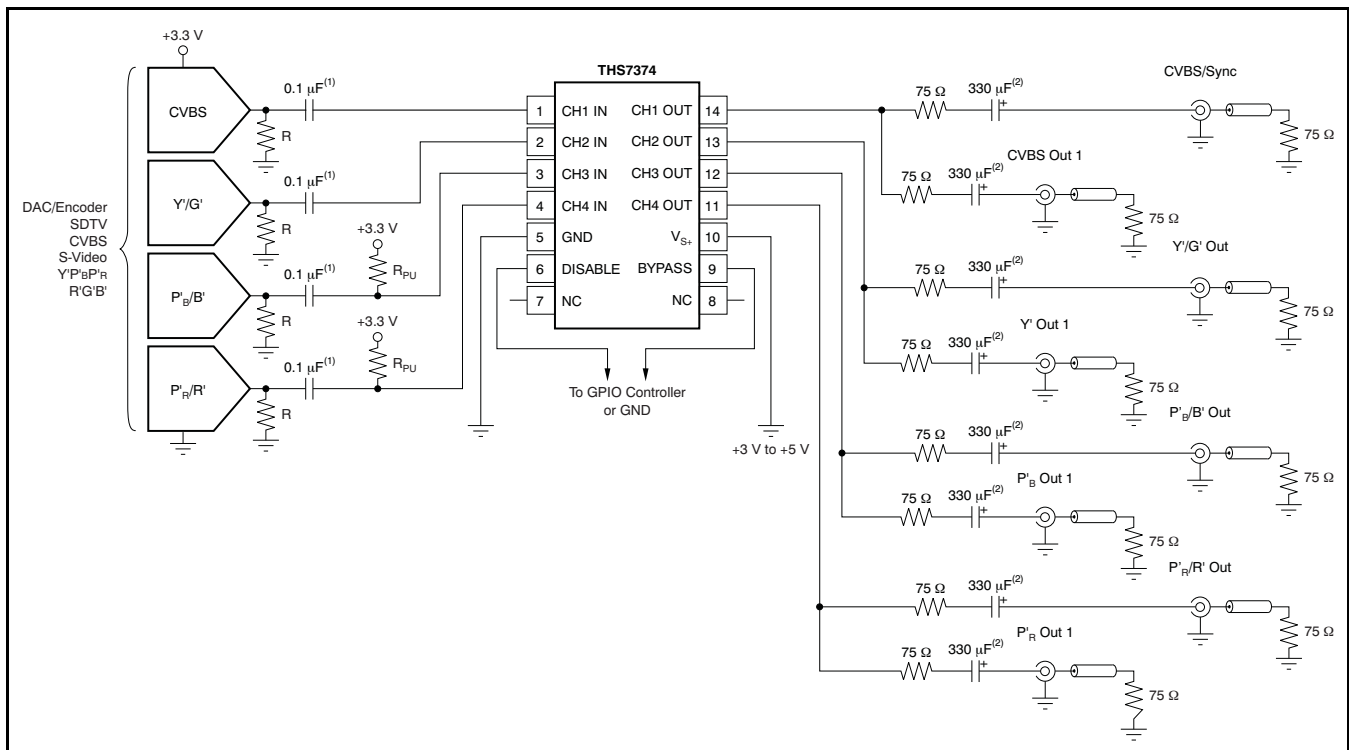 THS7374
+3.3 V
CVBS
0.1 μF(1)
R
Y'/G'
0.1 μF(1)
R
DAC/Encoder
SDTV
CVBS
S-Video
Y'P'BP'R
R'G'B'
P'B/B'
0.1 μF(1)
R
+3.3 V
RPU
P'R/R'
0.1 μF(1)
R
+3.3 V
RPU
1 CH1 IN CH1 OUT 14
2 CH2 IN CH2 OUT 13
3 CH3 IN CH3 OUT 12
4 CH4 IN CH4 OUT 11
5 GND VS+ 10
6 DISABLE BYPASS 9
7 NC NC 8
To GPIO Controller
or GND
+3 V to +5 V
75 Ω 330 μF(2) + CVBS/Sync
75 Ω
CVBS Out 1
75 Ω 330 μF(2) +
75 Ω
Y'/G' Out
75 Ω 330 μF(2) +
75 Ω
Y' Out 1
75 Ω 330 μF(2) +
75 Ω
P'B/B' Out
75 Ω 330 μF(2) +
75 Ω
P'B Out 1
75 Ω 330 μF(2) +
75 Ω
P'R/R' Out
75 Ω 330 μF(2) +
75 Ω
P'R Out 1
75 Ω 330 μF(2) +
75 Ω